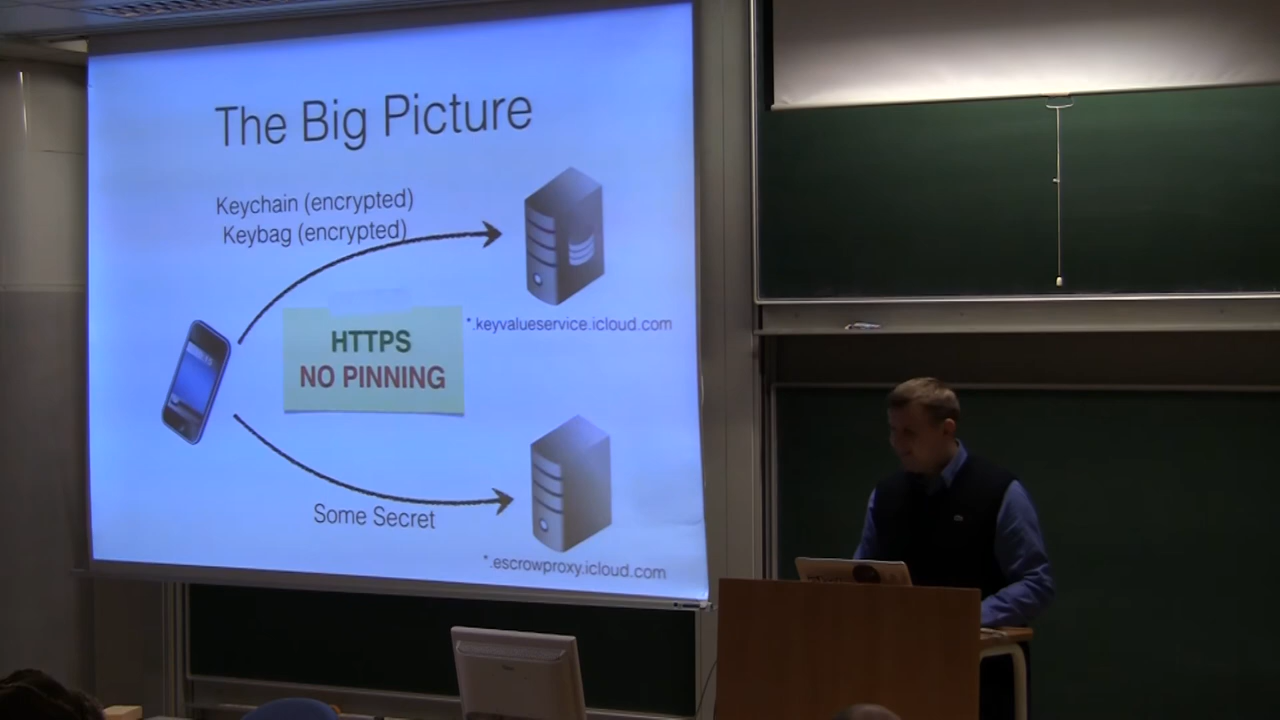 The Big Picture
Keychain (encrypted)
Keybag (encrypted)
*.keyvalueservice.icloud.com
HTTPS
NO PINNING
Some Secret
*.escrowproxy.icloud.com